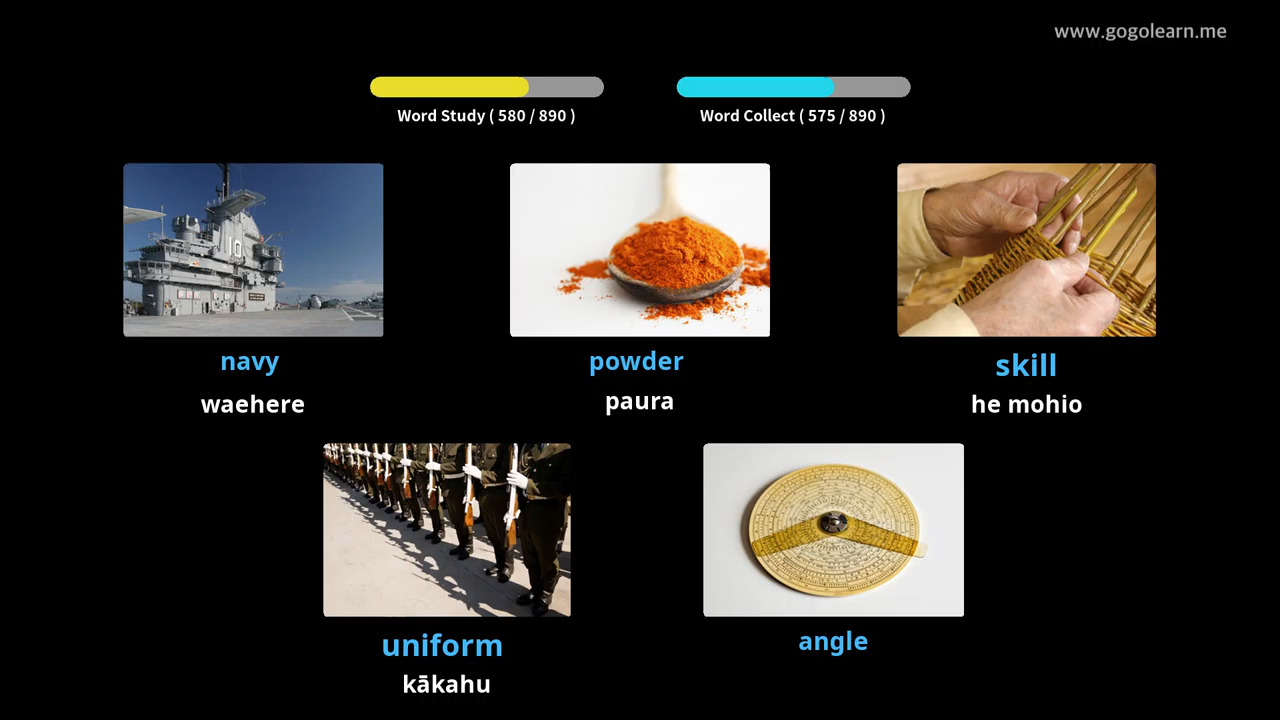 www.gogolearn.me
Word Study ( 580 / 890 )
Word Collect ( 575 / 890 )
navy
powder
skill
waehere
paura
he mohio
uniform
angle
kākahu